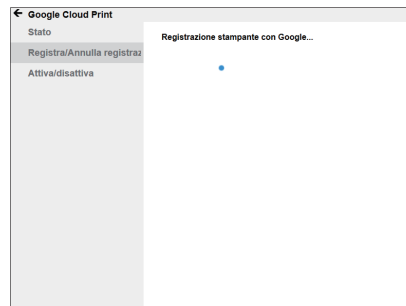 Google Cloud Print
Stato
Registrazione stampante con Google...
Registra/Annulla registraz
Attiva/disattiva